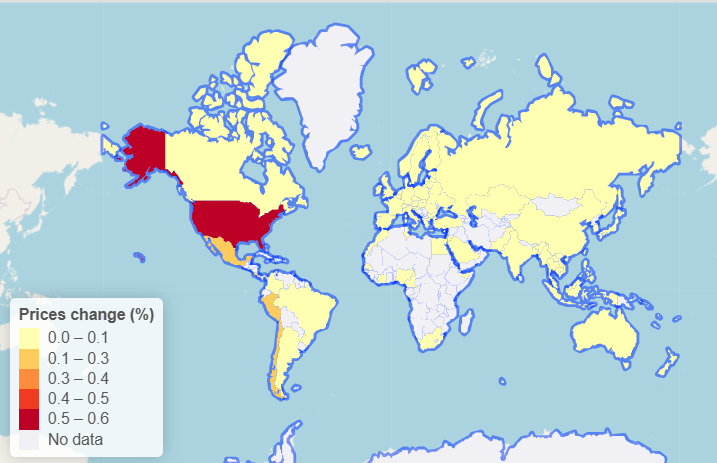 Prices change (%)
0.0 – 0.1
0.1 – 0.3
0.3 – 0.4
0.4 – 0.5
0.5 – 0.6
No data